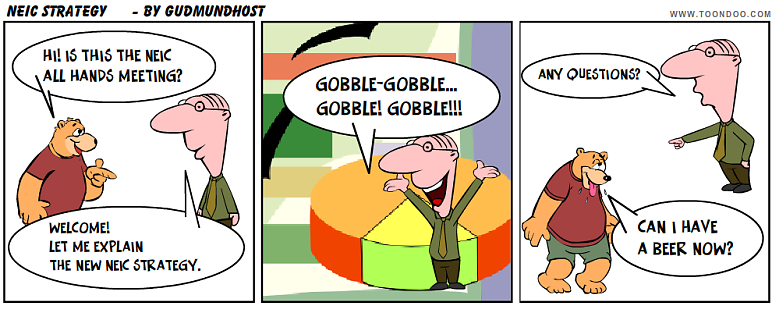 NEIC STRATEGY - BY GUDMUNDHOST
WWW.TOONDOO.COM
HI! IS THIS THE NEIC
ALL HANDS MEETING?
WELCOME!
LET ME EXPLAIN
THE NEW NEIC STRATEGY.
GOBBLE-GOBBLE...
GOBBLE! GOBBLE!!!
ANY QUESTIONS?
CAN I HAVE
A BEER NOW?